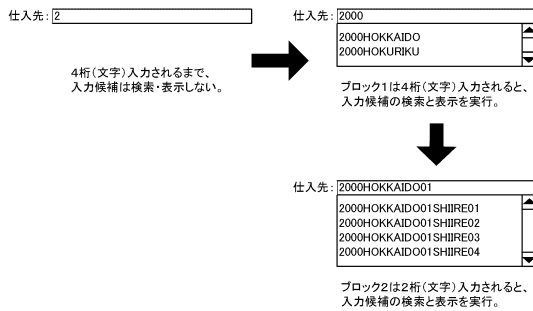 仕入先: 2
4桁(文字)入力されるまで、
入力候補は検索・表示しない。
仕入先: 2000
2000HOKKAIDO
2000HOKURIKU
ブロック1は4桁(文字)入力されると、
入力候補の検索と表示を実行。
仕入先: 2000HOKKAIDO01
2000HOKKAIDO01SHIIRE01
2000HOKKAIDO01SHIIRE02
2000HOKKAIDO01SHIIRE03
2000HOKKAIDO01SHIIRE04
ブロック2は2桁(文字)入力されると、
入力候補の検索と表示を実行。